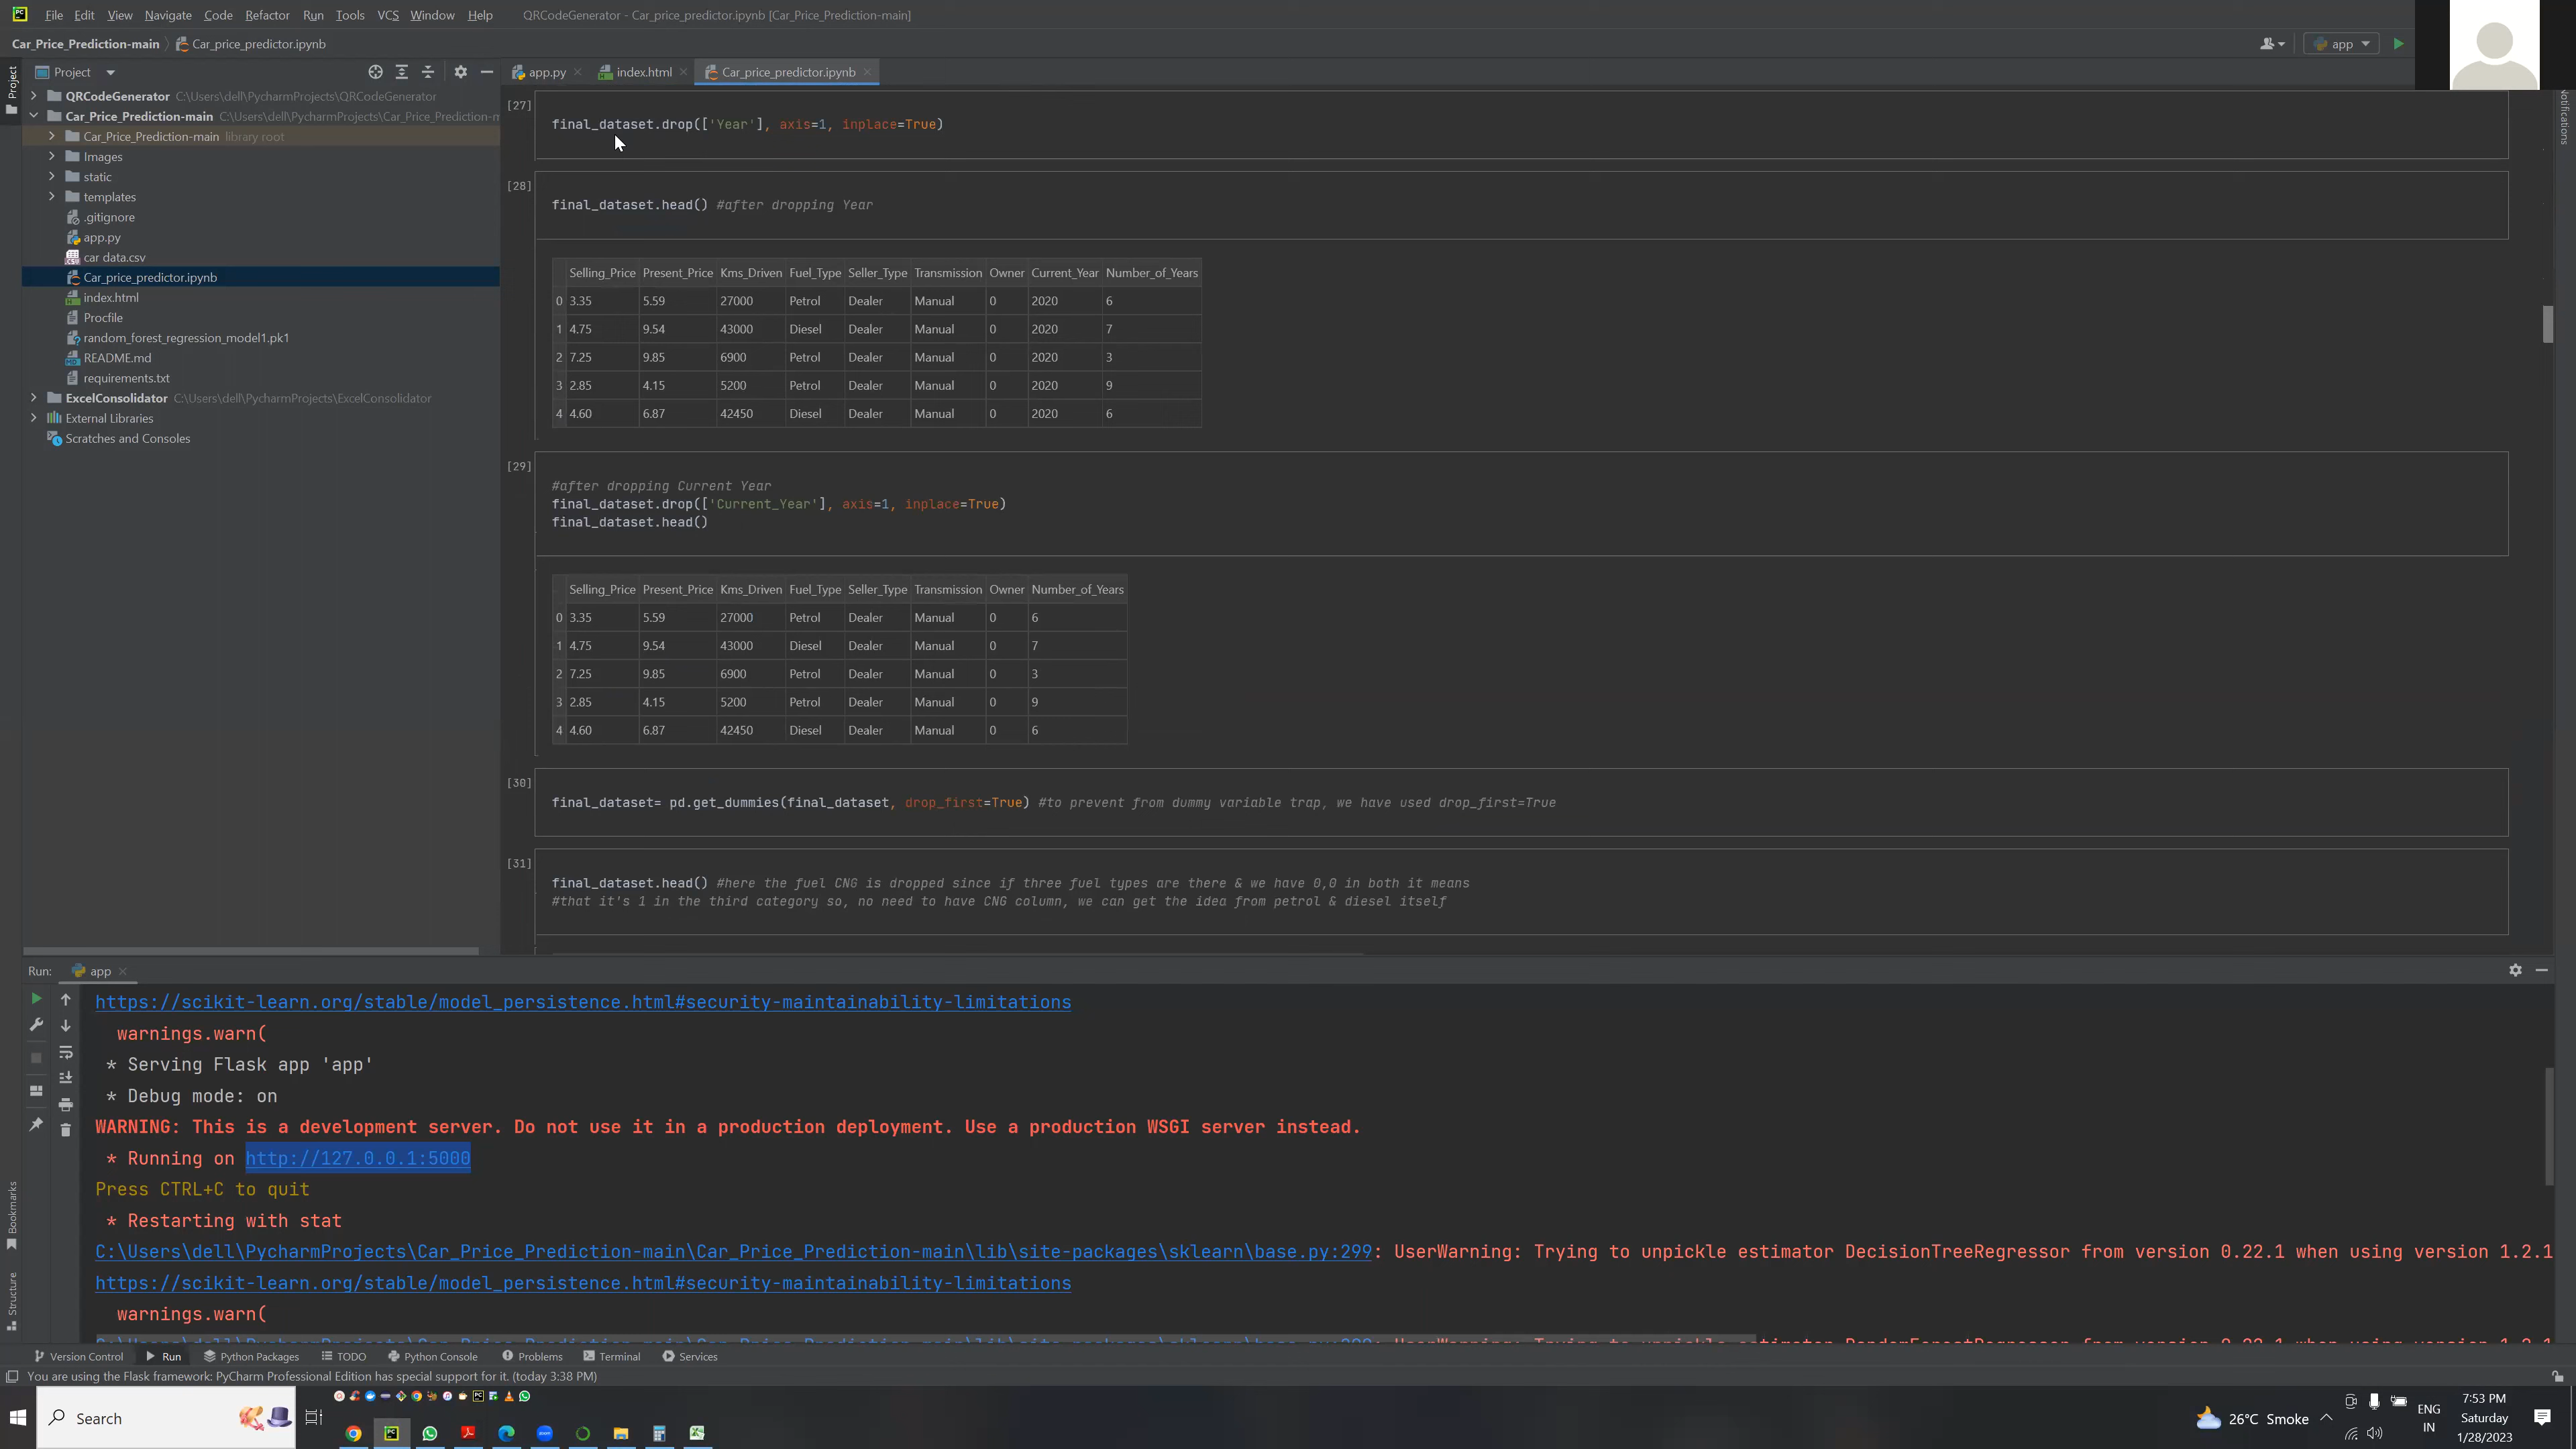 File Edit View Navigate Code Refactor Run Tools VCS Window Help QRCodeGenerator - Car_price_predictor.ipynb [Car_Price_Prediction-main]
Car_Price_Prediction-main Car_price_predictor.ipynb app
Project
Project
app.py
index.html
Car_price_predictor.ipynb
Notifications
QRCodeGenerator C:\Users\dell\PycharmProjects\QRCodeGenerator
Car_Price_Prediction-main C:\Users\dell\PycharmProjects\Car_Price_Prediction-m
Car_Price_Prediction-main library root
Images
static
templates
.gitignore
app.py
car data.csv
Car_price_predictor.ipynb
index.html
Procfile
random_forest_regression_model1.pk1
README.md
requirements.txt
ExcelConsolidator C:\Users\dell\PycharmProjects\ExcelConsolidator
External Libraries
Scratches and Consoles
[27]
final_dataset.drop(['Year'], axis=1, inplace=True)
[28]
final_dataset.head() #after dropping Year
Selling_Price Present_Price Kms_Driven Fuel_Type Seller_Type Transmission Owner Current_Year Number_of_Years
0 3.35 5.59 27000 Petrol Dealer Manual 0 2020 6
1 4.75 9.54 43000 Diesel Dealer Manual 0 2020 7
2 7.25 9.85 6900 Petrol Dealer Manual 0 2020 3
3 2.85 4.15 5200 Petrol Dealer Manual 0 2020 9
4 4.60 6.87 42450 Diesel Dealer Manual 0 2020 6
[29]
#after dropping Current Year
final_dataset.drop(['Current_Year'], axis=1, inplace=True)
final_dataset.head()
Selling_Price Present_Price Kms_Driven Fuel_Type Seller_Type Transmission Owner Number_of_Years
0 3.35 5.59 27000 Petrol Dealer Manual 0 6
1 4.75 9.54 43000 Diesel Dealer Manual 0 7
2 7.25 9.85 6900 Petrol Dealer Manual 0 3
3 2.85 4.15 5200 Petrol Dealer Manual 0 9
4 4.60 6.87 42450 Diesel Dealer Manual 0 6
[30]
final_dataset= pd.get_dummies(final_dataset, drop_first=True) #to prevent from dummy variable trap, we have used drop_first=True
[31]
final_dataset.head() #here the fuel CNG is dropped since if three fuel types are there & we have 0,0 in both it means
#that it's 1 in the third category so, no need to have CNG column, we can get the idea from petrol & diesel itself
Run: app
https://scikit-learn.org/stable/model_persistence.html#security-maintainability-limitations
warnings.warn(
* Serving Flask app 'app'
* Debug mode: on
WARNING: This is a development server. Do not use it in a production deployment. Use a production WSGI server instead.
* Running on http://127.0.0.1:5000
Press CTRL+C to quit
* Restarting with stat
C:\Users\dell\PycharmProjects\Car_Price_Prediction-main\Car_Price_Prediction-main\lib\site-packages\sklearn\base.py:299: UserWarning: Trying to unpickle estimator DecisionTreeRegressor from version 0.22.1 when using version 1.2.1
https://scikit-learn.org/stable/model_persistence.html#security-maintainability-limitations
warnings.warn(
Bookmarks
Structure
Version Control Run Python Packages TODO Python Console Problems Terminal Services
You are using the Flask framework: PyCharm Professional Edition has special support for it. (today 3:38 PM)
Search
26°C Smoke
ENG
IN
7:53 PM
Saturday
1/28/2023